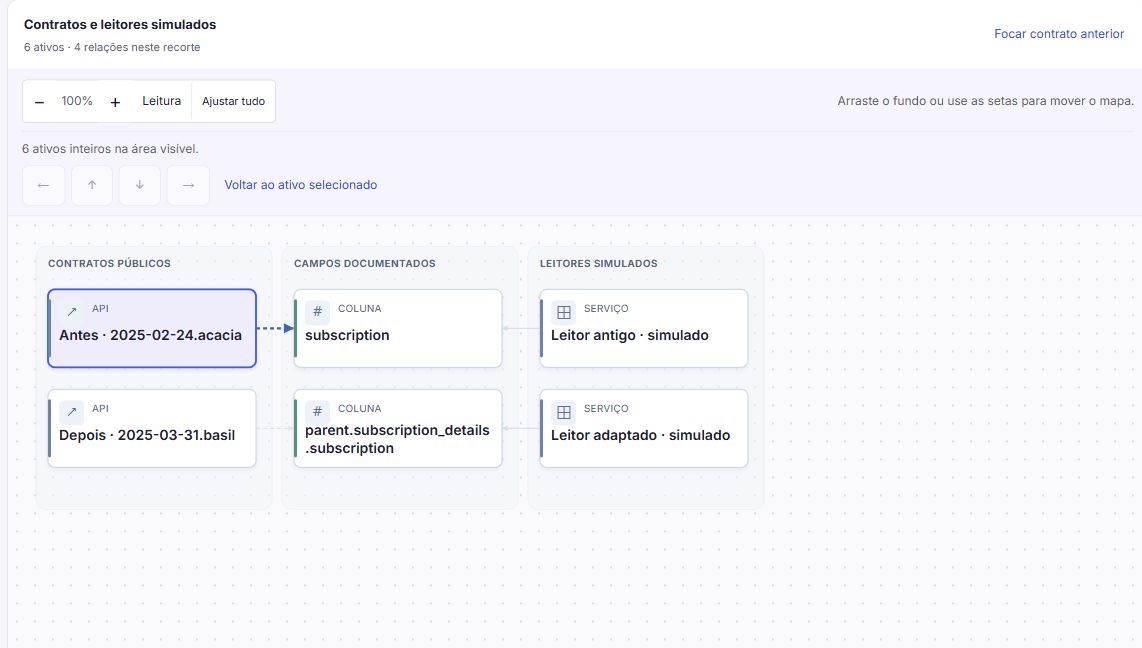 Contratos e leitores simulados
6 ativos · 4 relações neste recorte
Focar contrato anterior
− 100% + Leitura Ajustar tudo
Arraste o fundo ou use as setas para mover o mapa.
6 ativos inteiros na área visível.
← ↑ ↓ → Voltar ao ativo selecionado
CONTRATOS PÚBLICOS
↗ API
Antes · 2025-02-24.acacia
↗ API
Depois · 2025-03-31.basil
CAMPOS DOCUMENTADOS
# COLUNA
subscription
# COLUNA
parent.subscription_details
.subscription
LEITORES SIMULADOS
SERVIÇO
Leitor antigo · simulado
SERVIÇO
Leitor adaptado · simulado